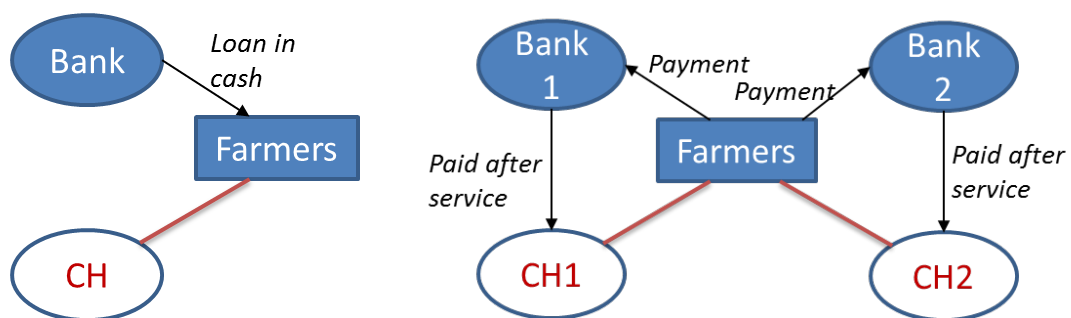 Bank
Loan in
cash
Farmers
CH
Bank
1
Payment
Payment
Bank
2
Farmers
Paid after
service
Paid after
service
CH1
CH2